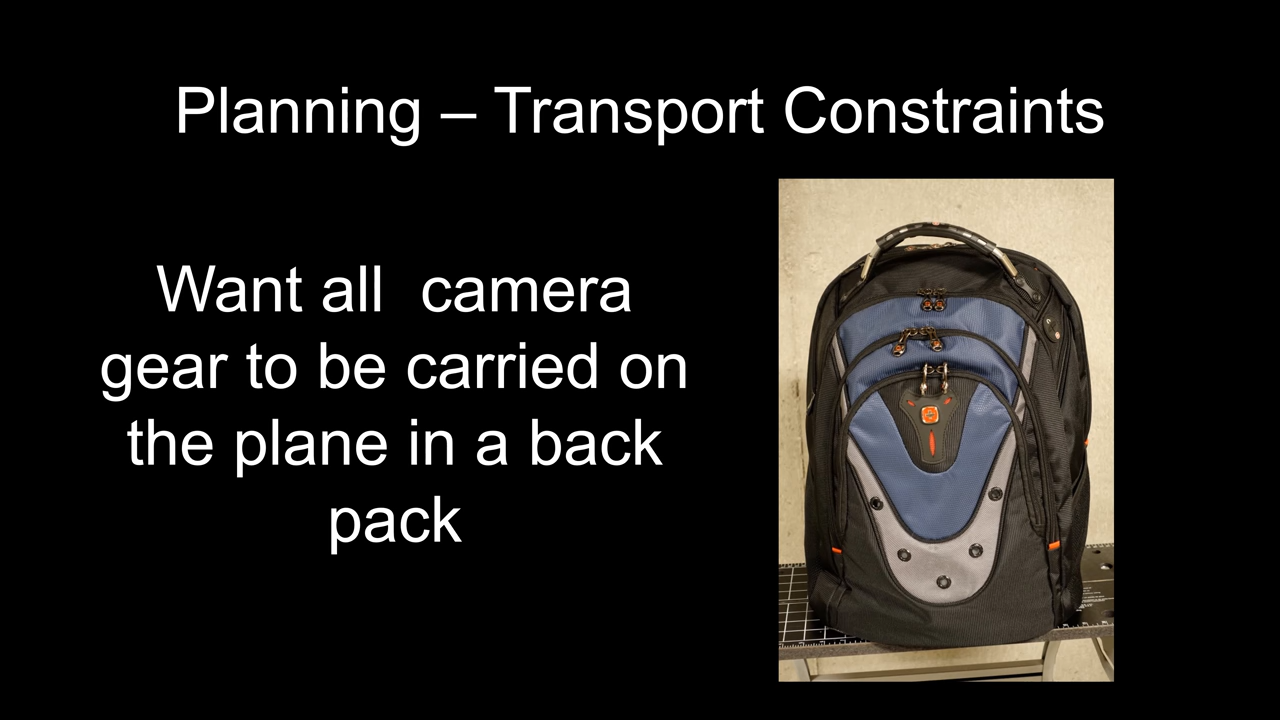 Planning – Transport Constraints
Want all  camera
gear to be carried on
the plane in a back
pack